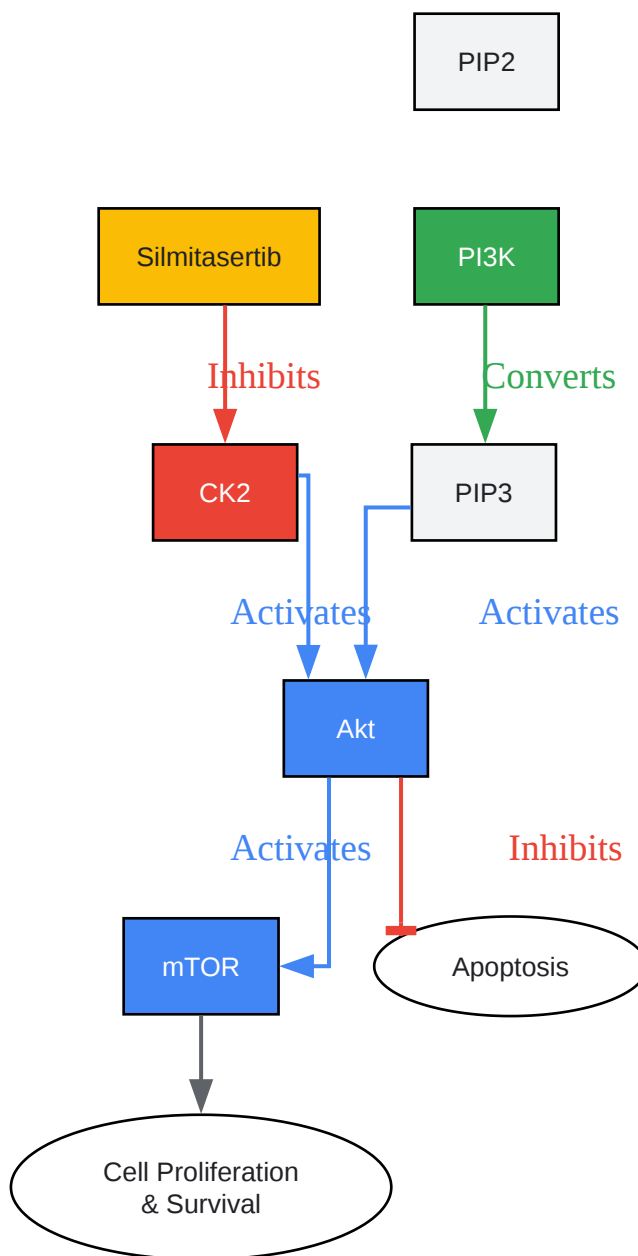 PIP2
Silmitasertib
PI3K
Inhibits
Converts
CK2
PIP3
Activates
Activates
Akt
Activates
Inhibits
mTOR
Apoptosis
Cell Proliferation
& Survival